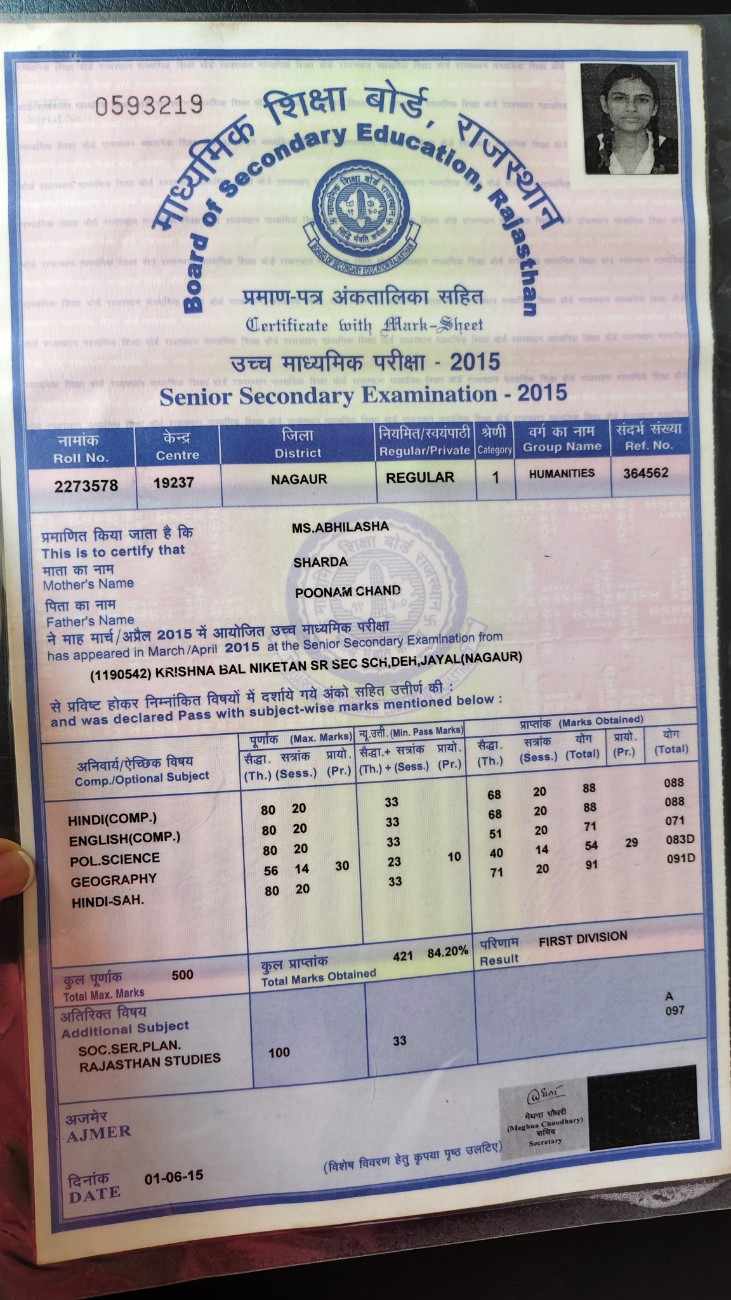 0593219
माध्यमिक शिक्षा बोर्ड, राजस्थान
Board of Secondary Education, Rajasthan
प्रमाण-पत्र अंकतालिका सहित
Certificate with Mark-Sheet
उच्च माध्यमिक परीक्षा - 2015
Senior Secondary Examination - 2015
नामांक केन्द्र जिला नियमित/स्वयंपाठी श्रेणी वर्ग का नाम संदर्भ संख्या
Roll No. Centre District Regular/Private Category Group Name Ref. No.
2273578 19237 NAGAUR REGULAR 1 HUMANITIES 364562
प्रमाणित किया जाता है कि MS.ABHILASHA
This is to certify that
माता का नाम SHARDA
Mother's Name
पिता का नाम POONAM CHAND
Father's Name
ने माह मार्च/अप्रैल 2015 में आयोजित उच्च माध्यमिक परीक्षा
has appeared in March/April 2015 at the Senior Secondary Examination from
(1190542) KRISHNA BAL NIKETAN SR SEC SCH,DEH,JAYAL(NAGAUR)
से प्रविष्ट होकर निम्नांकित विषयों में दर्शाये गये अंको सहित उत्तीर्ण की :
and was declared Pass with subject-wise marks mentioned below :
अनिवार्य/ऐच्छिक विषय पूर्णांक (Max. Marks) न्यू.उत्ती. (Min. Pass Marks) प्राप्तांक (Marks Obtained)
Comp./Optional Subject सैद्धा. सत्रांक प्रायो. सैद्धा.+ सत्रांक प्रायो. सैद्धा. सत्रांक योग प्रायो. योग
(Th.) (Sess.) (Pr.) (Th.) + (Sess.) (Pr.) (Th.) (Sess.) (Total) (Pr.) (Total)
HINDI(COMP.) 80 20 33 68 20 88 088
ENGLISH(COMP.) 80 20 33 68 20 88 088
POL.SCIENCE 80 20 33 51 20 71 071
GEOGRAPHY 56 14 30 23 10 40 14 54 29 083D
HINDI-SAH. 80 20 33 71 20 91 091D
कुल पूर्णांक 500 कुल प्राप्तांक 421 84.20% परिणाम FIRST DIVISION
Total Max. Marks Total Marks Obtained Result
अतिरिक्त विषय
Additional Subject
SOC.SER.PLAN. A
RAJASTHAN STUDIES 100 33 097
अजमेर
AJMER
मेघना चौधरी
(Meghna Choudhary)
सचिव
Secretary
दिनांक 01-06-15
DATE
(विशेष विवरण हेतु कृपया पृष्ठ उलटिए)